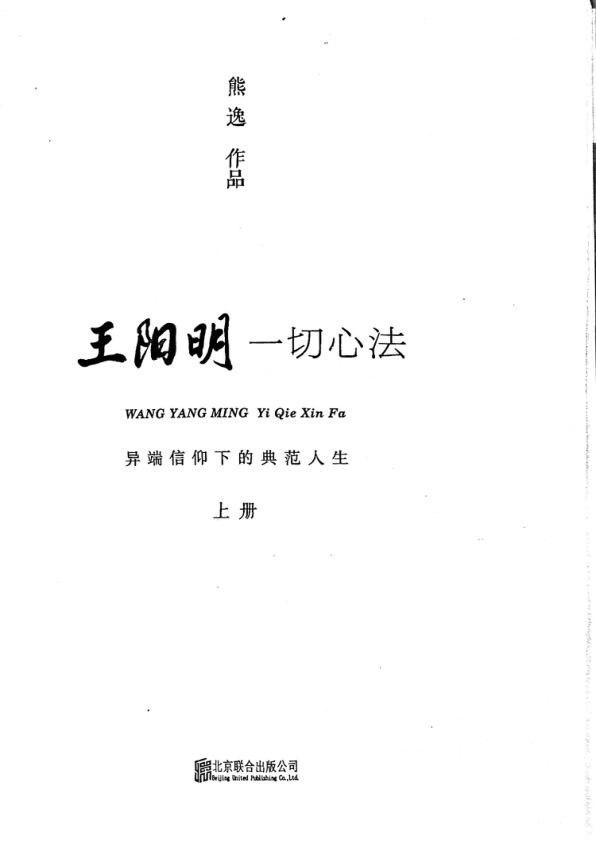 熊逸 作品
王阳明一切心法
WANG YANG MING Yi Qie Xin Fa
异端信仰下的典范人生
上册
北京联合出版公司
Beijing United Publishing Co.,Ltd.